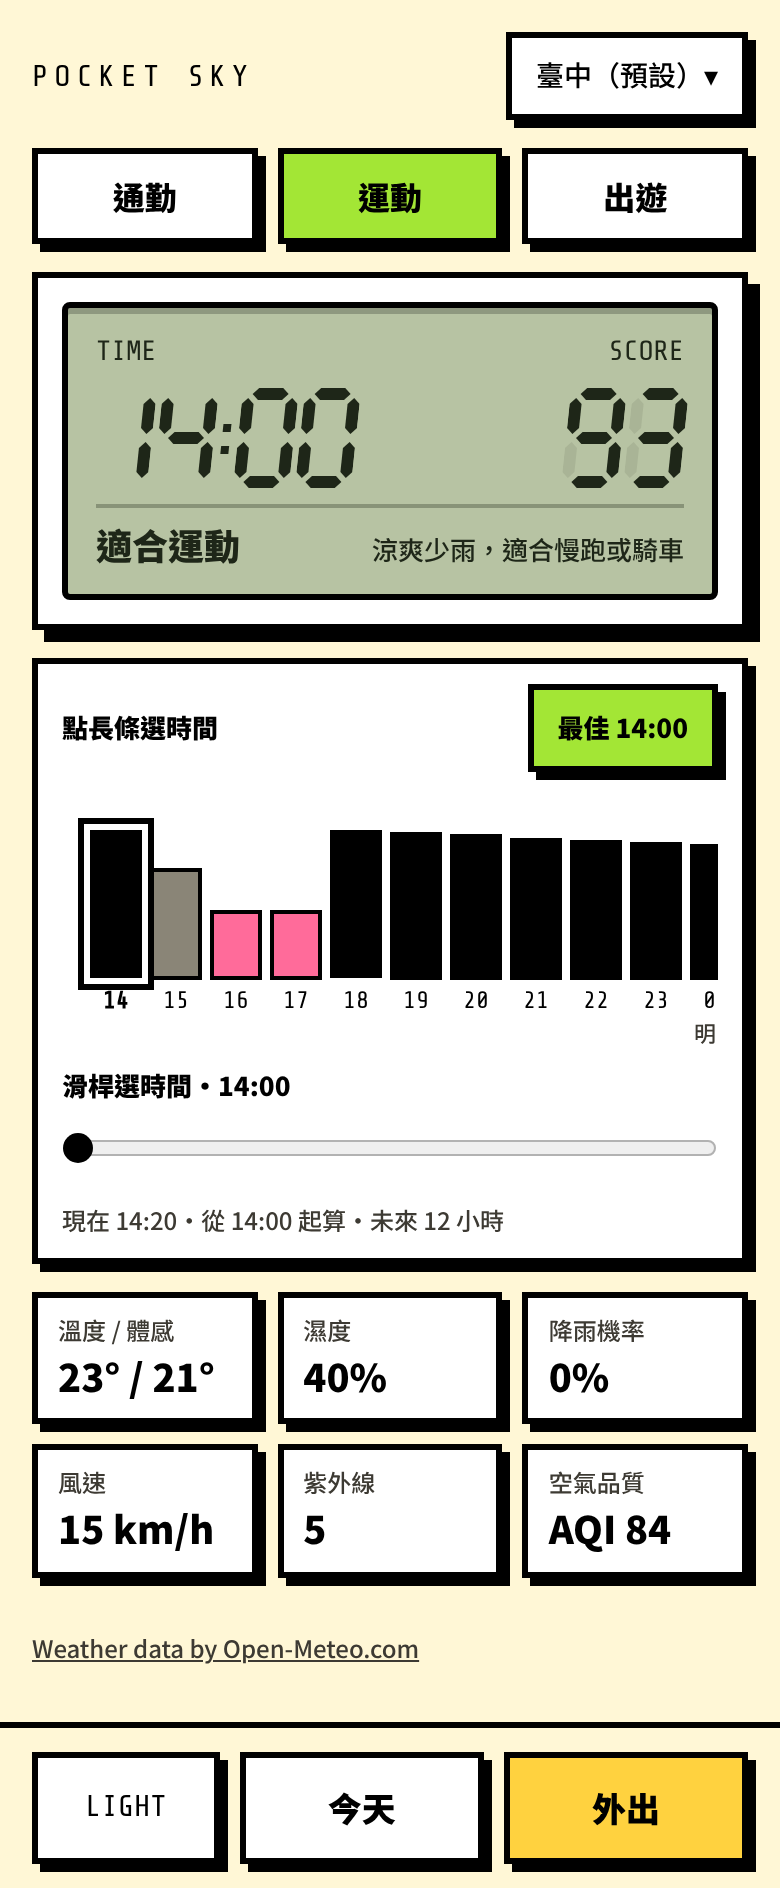 POCKET SKY
臺中（預設）▼
通勤
運動
出遊
TIME
SCORE
14:00
93
適合運動
涼爽少雨，適合慢跑或騎車
點長條選時間
最佳 14:00
14 15 16 17 18 19 20 21 22 23 0
明
滑桿選時間・14:00
現在 14:20・從 14:00 起算・未來 12 小時
溫度 / 體感
23° / 21°
濕度
40%
降雨機率
0%
風速
15 km/h
紫外線
5
空氣品質
AQI 84
Weather data by Open-Meteo.com
LIGHT
今天
外出